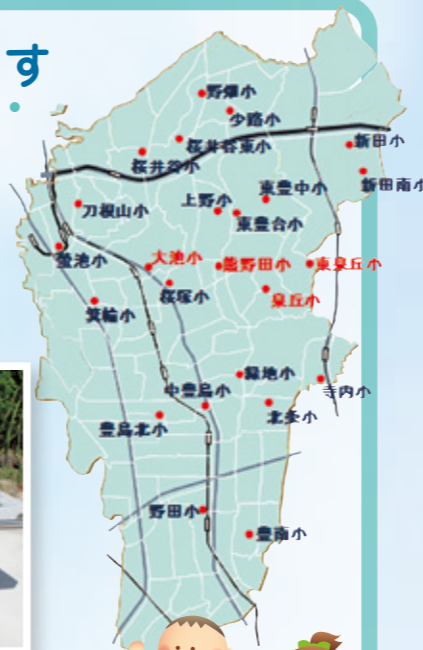 す
野畑小
少路小
桜井谷東小
新田小
桜井谷小
新田南小
東豊中小
上野小
刀根山小
東豊台小
蛍池小
大池小
熊野田小
東泉丘小
桜塚小
泉丘小
箕輪小
緑地小
寺内小
中豊島小
北条小
豊島北小
野田小
豊南小